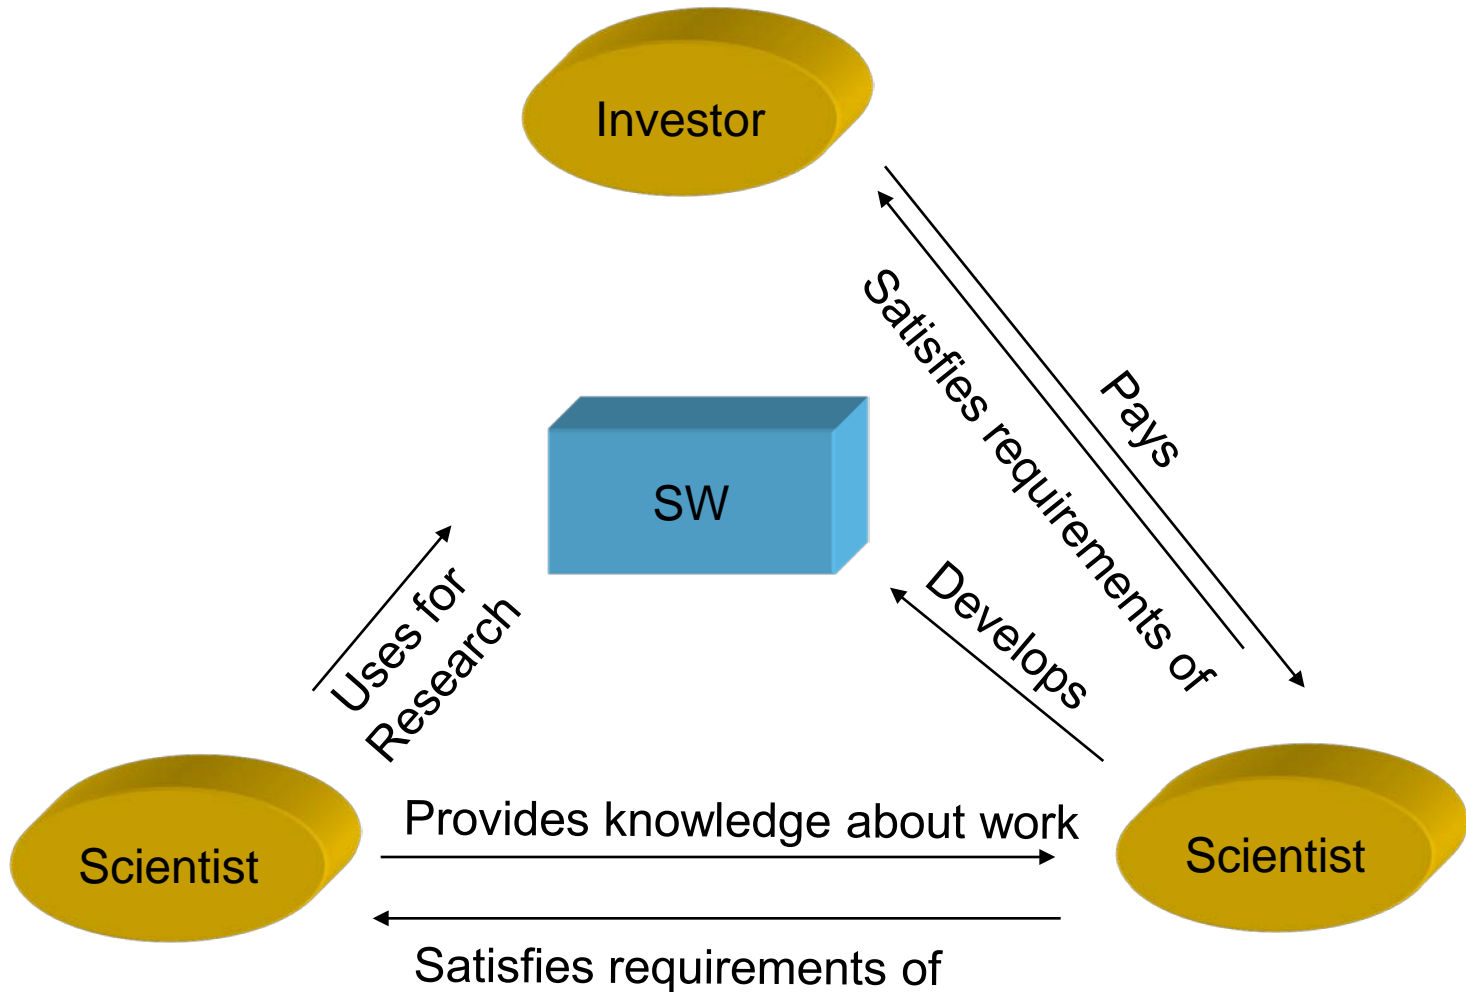 Investor
Pays
Satisfies requirements of
SW
Develops
Uses for
Research
Provides knowledge about work
Scientist
Scientist
Satisfies requirements of